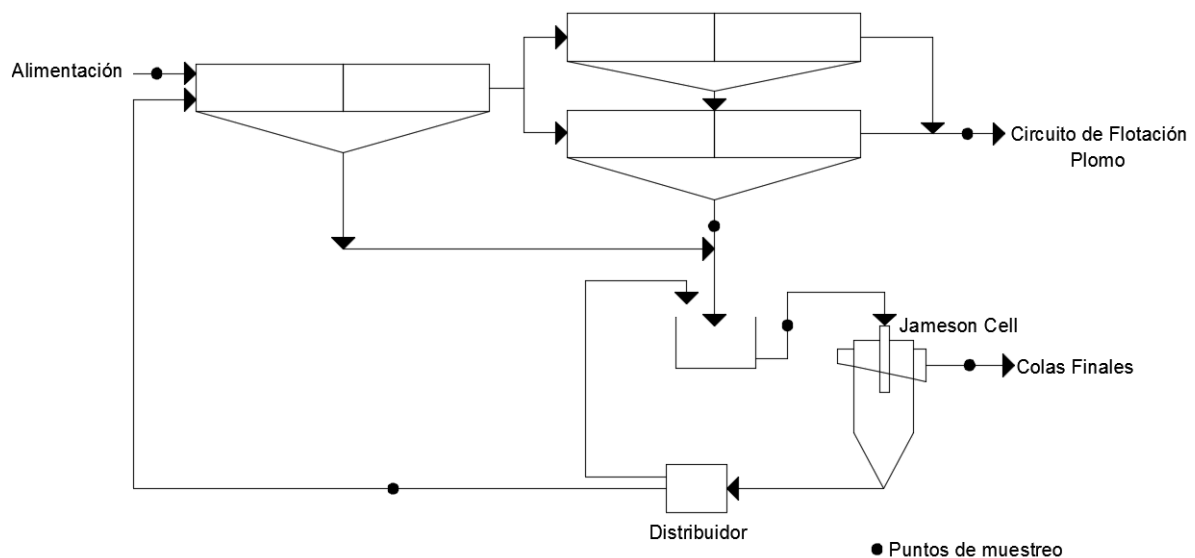 Alimentación
Circuito de Flotación
Plomo
Jameson Cell
Colas Finales
Distribuidor
Puntos de muestreo